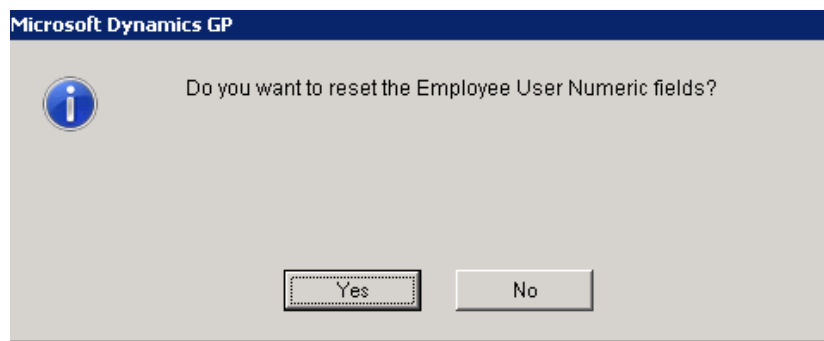 Microsoft Dynamics GP
Do you want to reset the Employee User Numeric fields?
Yes
No